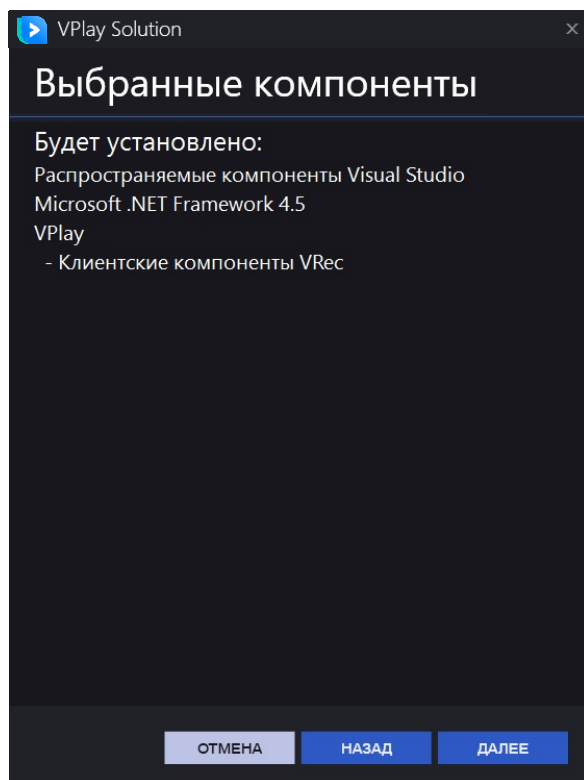 VPlay Solution
Выбранные компоненты
Будет установлено:
Распространяемые компоненты Visual Studio
Microsoft .NET Framework 4.5
VPlay
- Клиентские компоненты VRec
ОТМЕНА НАЗАД ДАЛЕЕ